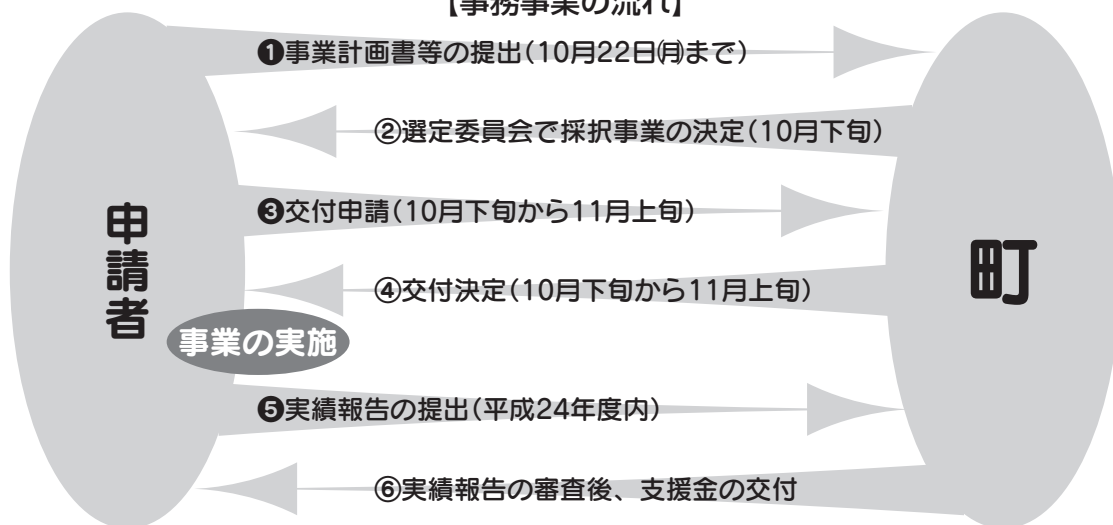 【事務事業の流れ】
❶事業計画書等の提出(10月22日㈪まで)
②選定委員会で採択事業の決定(10月下旬)
❸交付申請(10月下旬から11月上旬)
④交付決定(10月下旬から11月上旬)
申請者
町
事業の実施
❺実績報告の提出(平成24年度内)
⑥実績報告の審査後、支援金の交付